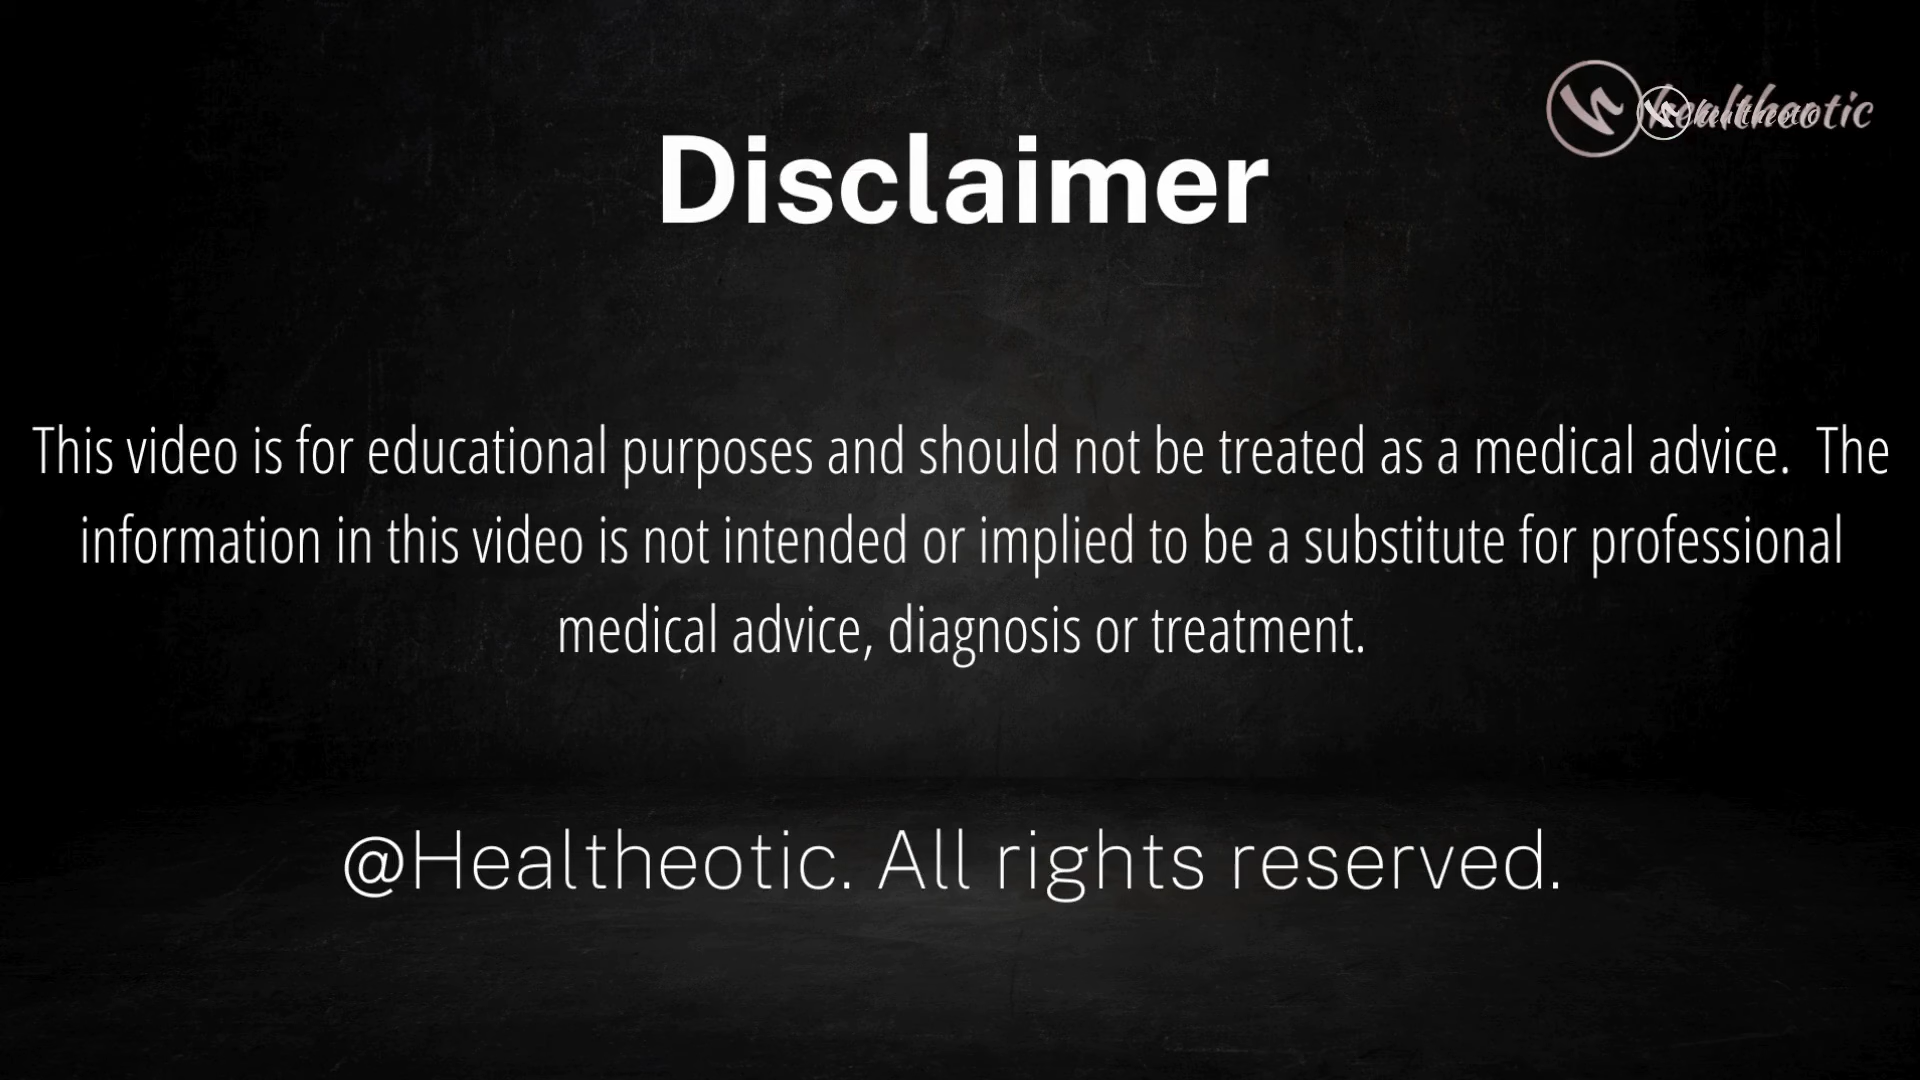 healtheotic
healtheotic
Disclaimer
This video is for educational purposes and should not be treated as a medical advice.  The
information in this video is not intended or implied to be a substitute for professional
medical advice, diagnosis or treatment.
@Healtheotic. All rights reserved.